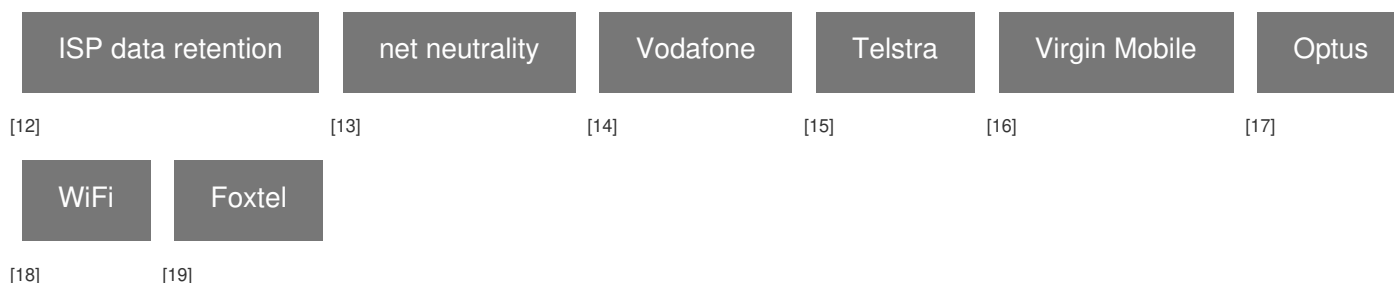 ISP data retention net neutrality Vodafone Telstra Virgin Mobile Optus
[12] [13] [14] [15] [16] [17]
WiFi Foxtel
[18] [19]